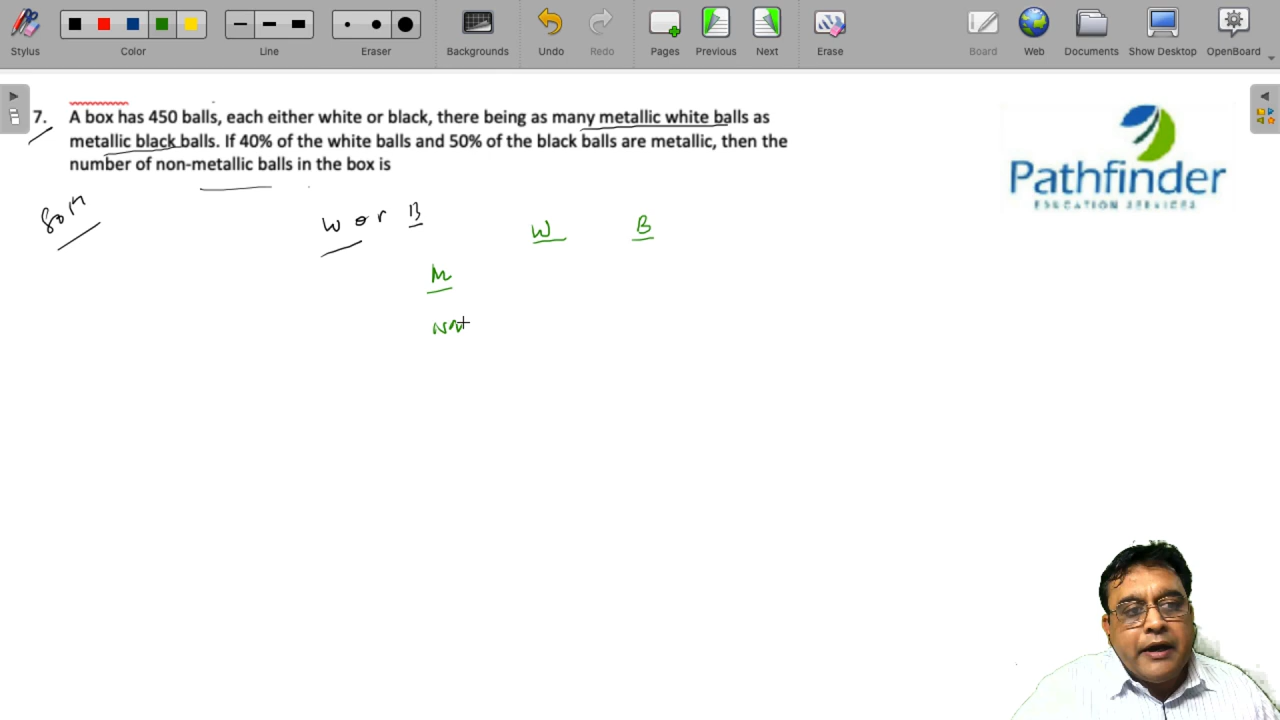 Stylus
Color
Line
Eraser
Backgrounds
Undo
Redo
Pages
Previous
Next
Erase
Board
Web
Documents
Show Desktop
OpenBoard
7. A box has 450 balls, each either white or black, there being as many metallic white balls as
metallic black balls. If 40% of the white balls and 50% of the black balls are metallic, then the
number of non-metallic balls in the box is
Pathfinder
EDUCATION SERVICES
Soln
W or B
W B
M
NM